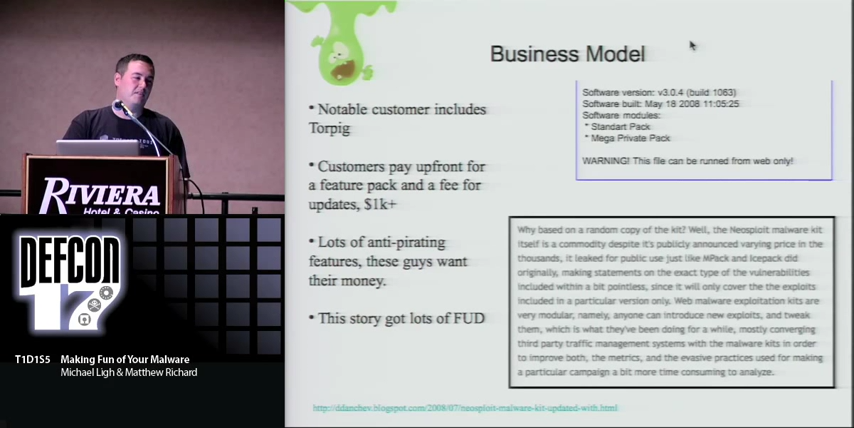 RIVIERA
Hotel & Casino
DEFCON
17
T1D1S5 Making Fun of Your Malware
Michael Ligh & Matthew Richard
Business Model
• Notable customer includes
Torpig
• Customers pay upfront for
a feature pack and a fee for
updates, $1k+
• Lots of anti-pirating
features, these guys want
their money.
• This story got lots of FUD
Software version: v3.0.4 (build 1063)
Software built: May 18 2008 11:05:25
Software modules:
* Standart Pack
* Mega Private Pack
WARNING! This file can be runned from web only!
Why based on a random copy of the kit? Well, the Neosploit malware kit
itself is a commodity despite it's publicly announced varying price in the
thousands, it leaked for public use just like MPack and Icepack did
originally, making statements on the exact type of the vulnerabilities
included within a bit pointless, since it will only cover the the exploits
included in a particular version only. Web malware exploitation kits are
very modular, namely, anyone can introduce new exploits, and tweak
them, which is what they've been doing for a while, mostly converging
third party traffic management systems with the malware kits in order
to improve both, the metrics, and the evasive practices used for making
a particular campaign a bit more time consuming to analyze.
http://ddanchev.blogspot.com/2008/07/neosploit-malware-kit-updated-with.html